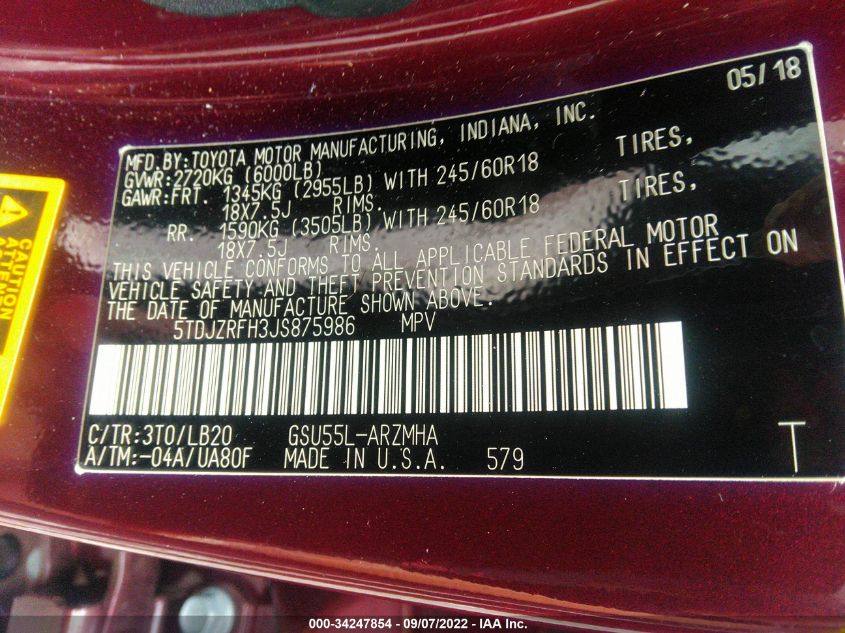 05/18
MFD.BY:TOYOTA MOTOR MANUFACTURING, INDIANA, INC.
GVWR:2720KG (6000LB)
GAWR:FRT. 1345KG (2955LB) WITH 245/60R18 TIRES,
18X7.5J RIMS.
RR. 1590KG (3505LB) WITH 245/60R18 TIRES,
18X7.5J RIMS.
THIS VEHICLE CONFORMS TO ALL APPLICABLE FEDERAL MOTOR
VEHICLE SAFETY AND THEFT PREVENTION STANDARDS IN EFFECT ON
THE DATE OF MANUFACTURE SHOWN ABOVE.
5TDJZRFH3JS875986 MPV
C/TR:3T0/LB20 GSU55L-ARZMHA
A/TM:-04A/UA80F MADE IN U.S.A. 579 T
CAUTION
000-34247854 - 09/07/2022 - IAA Inc.